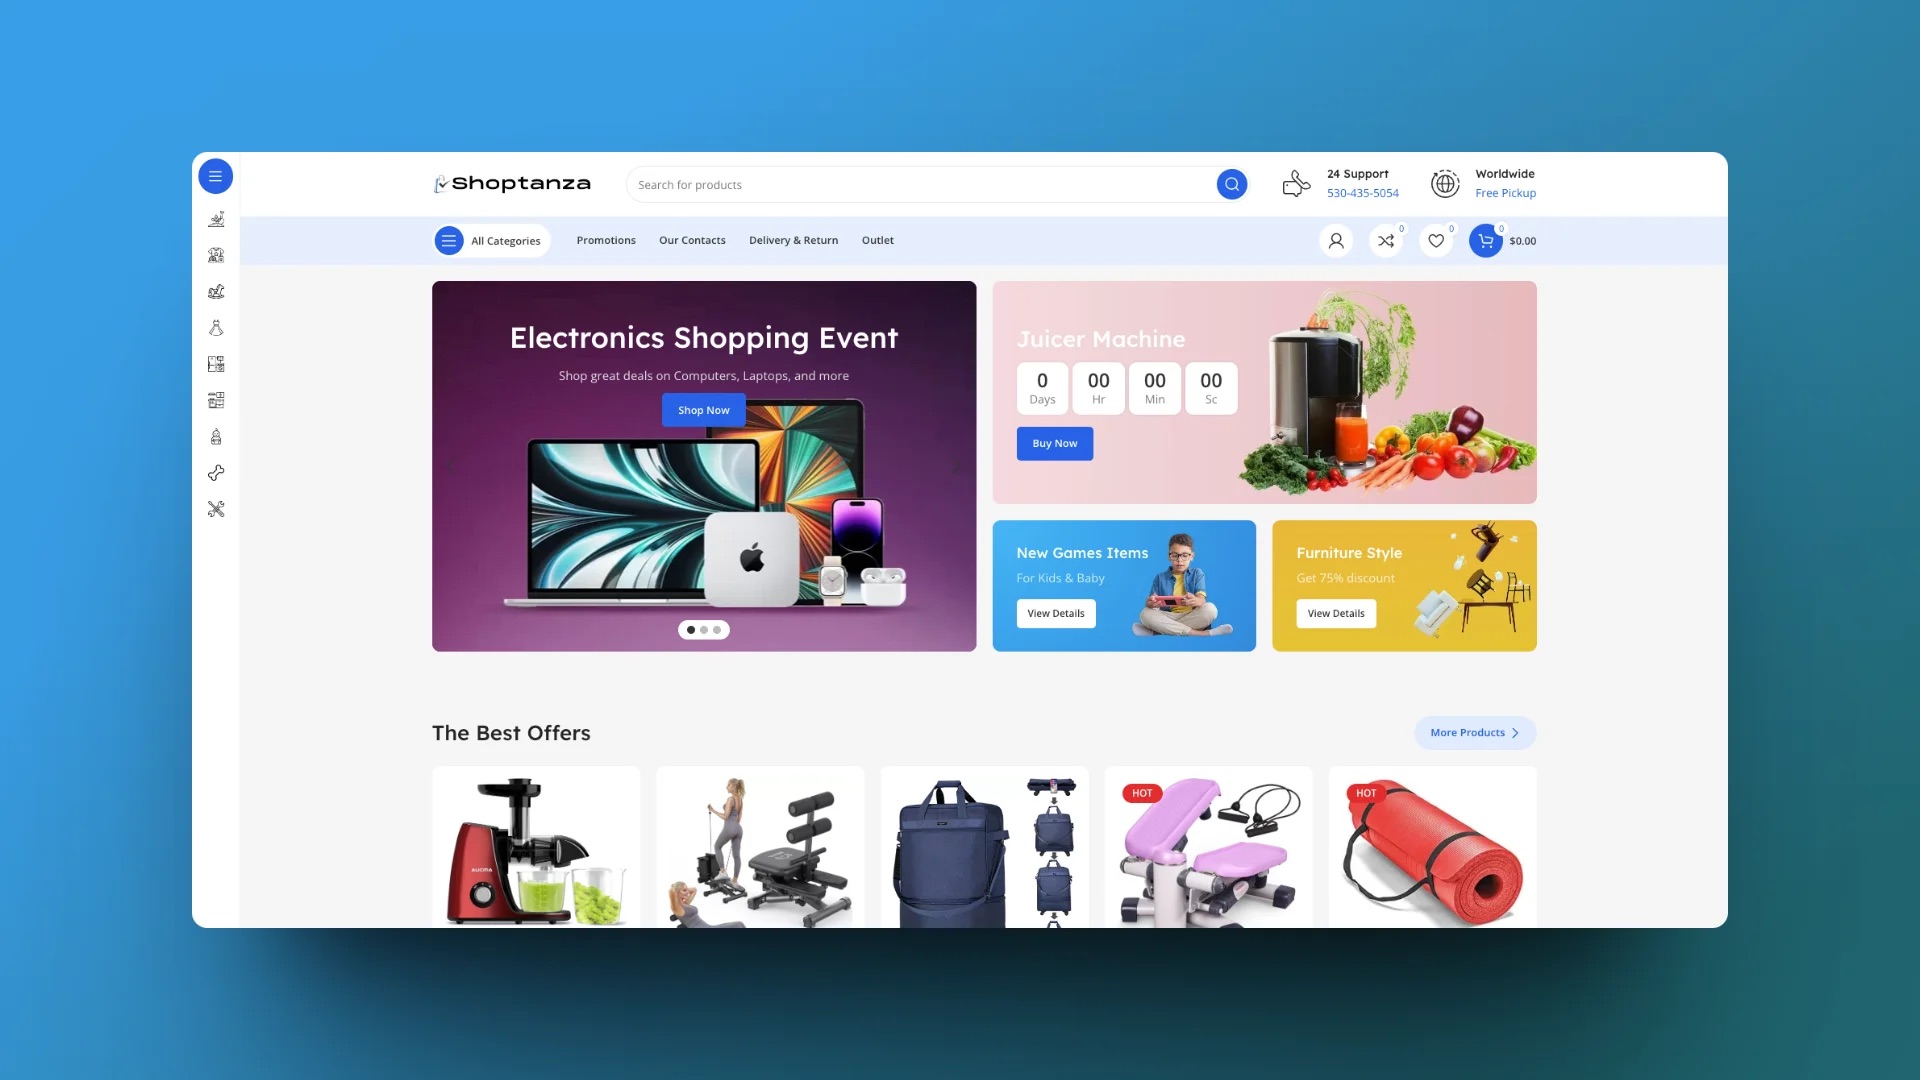 Shoptanza
Search for products
24 Support
530-435-5054
Worldwide
Free Pickup
All Categories
Promotions
Our Contacts
Delivery & Return
Outlet
0
0
0
$0.00
Electronics Shopping Event
Shop great deals on Computers, Laptops, and more
Shop Now
Juicer Machine
0 00 00 00
Days Hr Min Sc
Buy Now
New Games Items
For Kids & Baby
View Details
Furniture Style
Get 75% discount
View Details
The Best Offers
More Products
AUCMA
HOT
HOT